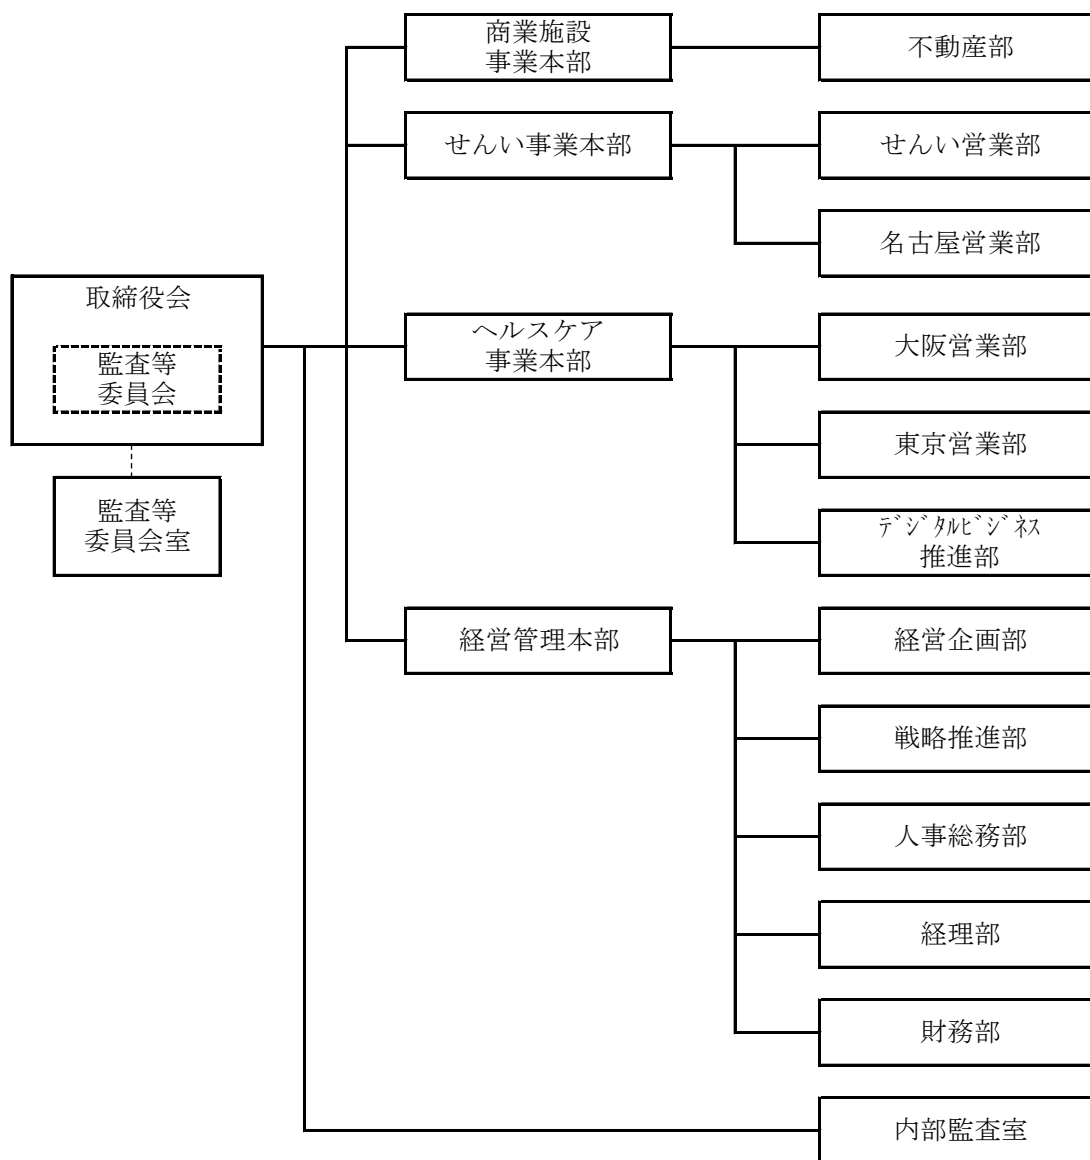 商業施設
事業本部
不動産部
せんい事業本部
せんい営業部
名古屋営業部
取締役会
監査等
委員会
監査等
委員会室
ヘルスケア
事業本部
大阪営業部
東京営業部
ﾃﾞｼﾞﾀﾙﾋﾞｼﾞﾈｽ
推進部
経営管理本部
経営企画部
戦略推進部
人事総務部
経理部
財務部
内部監査室